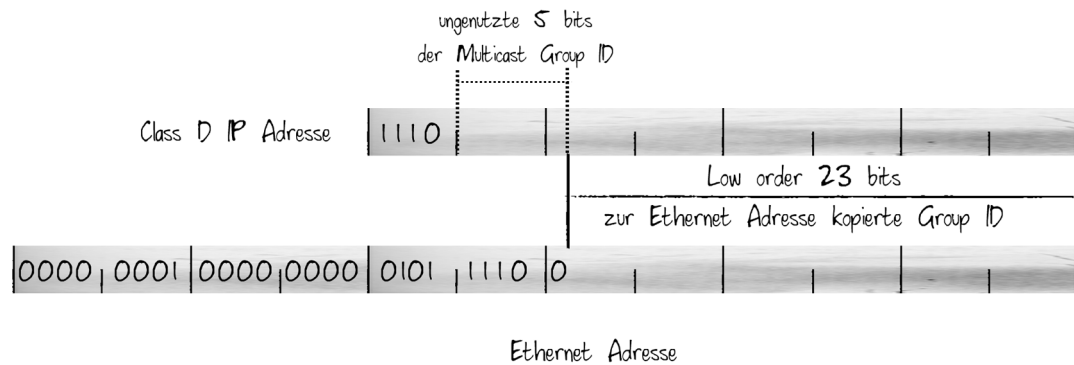 ungenutzte 5 bits
der Multicast Group ID
Class D IP Adresse
1110
Low order 23 bits
zur Ethernet Adresse kopierte Group ID
0000 0001 0000 0000 0101 1110 0
Ethernet Adresse